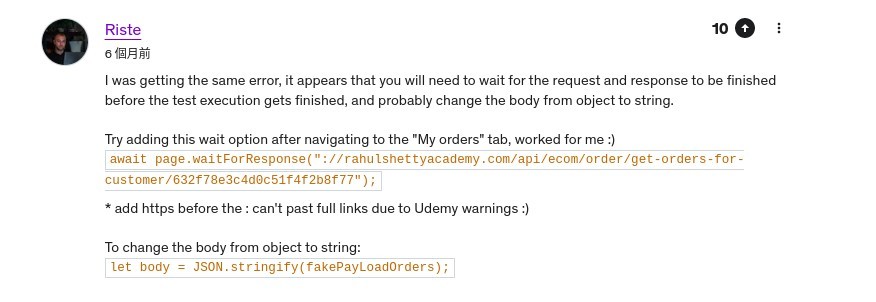 Riste
10
6 個月前
I was getting the same error, it appears that you will need to wait for the request and response to be finished
before the test execution gets finished, and probably change the body from object to string.
Try adding this wait option after navigating to the "My orders" tab, worked for me :)
await page.waitForResponse("://rahulshettyacademy.com/api/ecom/order/get-orders-for-
customer/632f78e3c4d0c51f4f2b8f77");
* add https before the : can't past full links due to Udemy warnings :)
To change the body from object to string:
let body = JSON.stringify(fakePayLoadOrders);